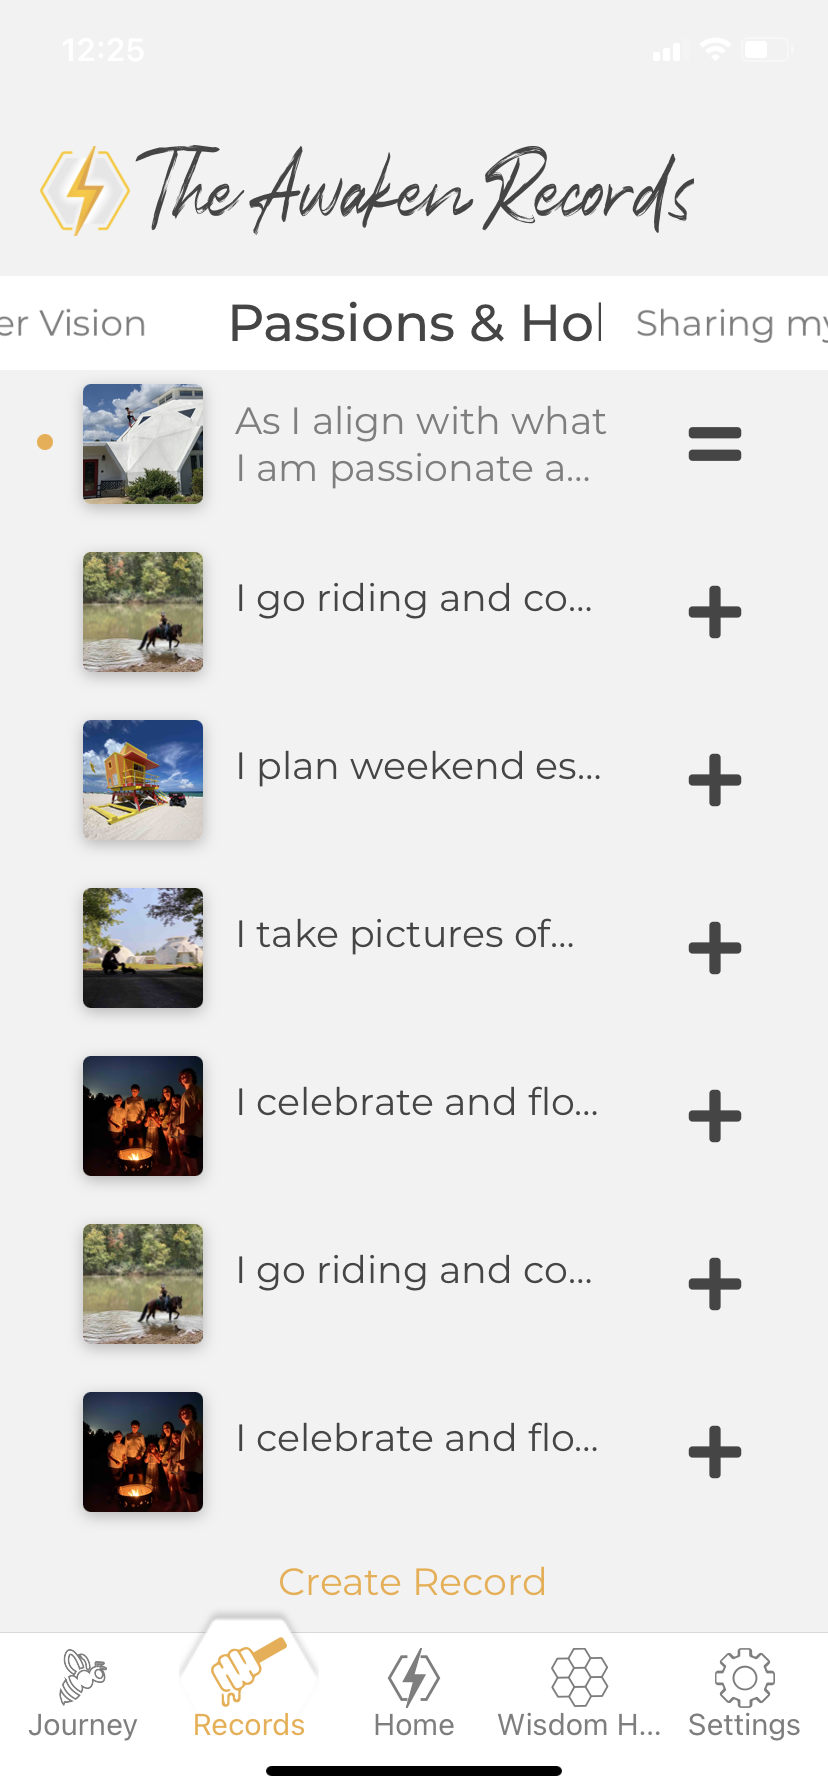 12:25
The Awaken Records
er Vision
Passions & Ho
Sharing my
As I align with what
I am passionate a...
I go riding and co...
I plan weekend es...
I take pictures of...
I celebrate and flo...
I go riding and co...
I celebrate and flo...
Create Record
Journey
Records
Home
Wisdom H...
Settings